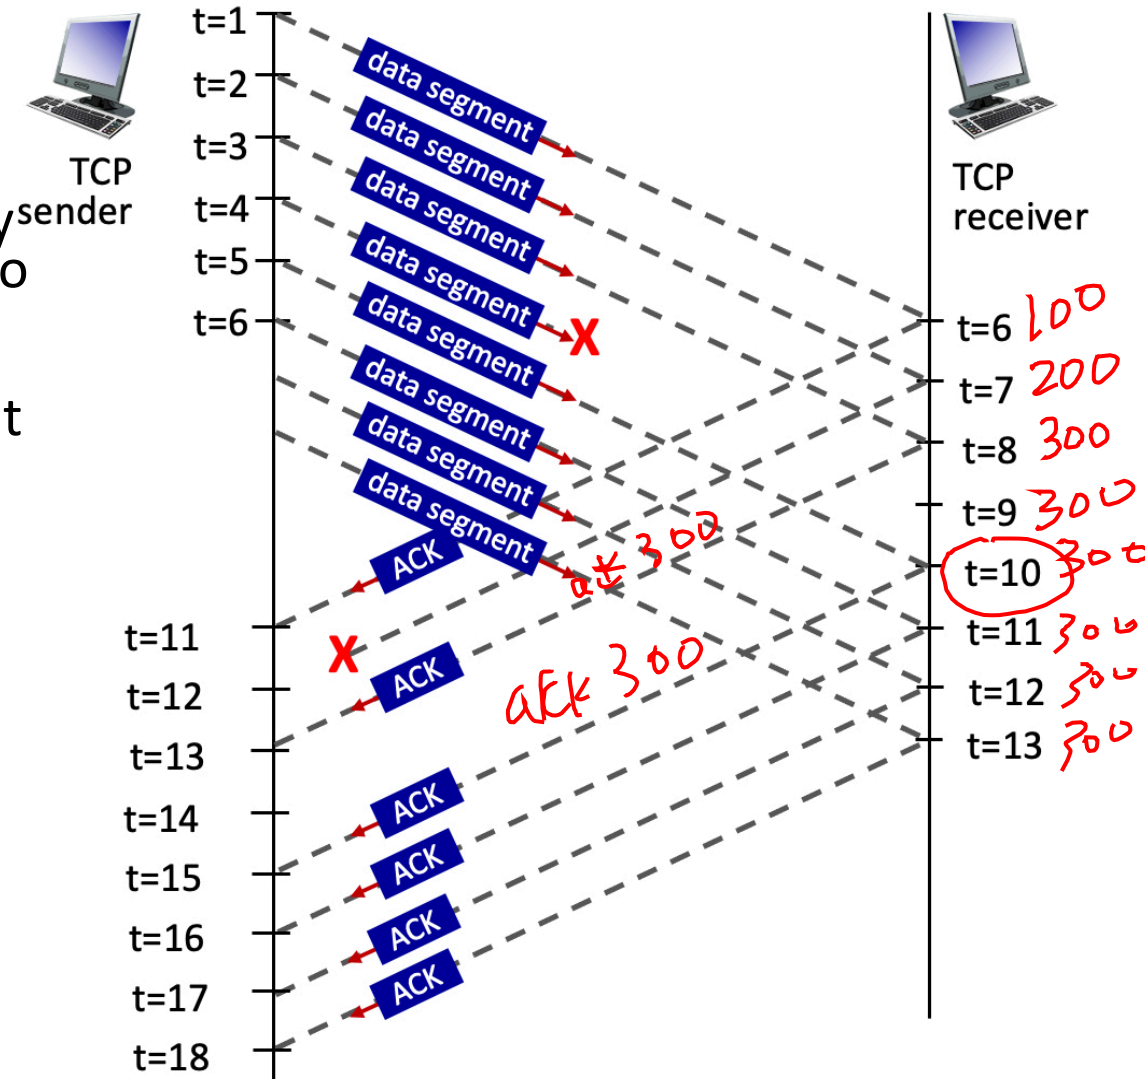 t=1
data segment
t=2
data segment
t=3
data segment
TCP
sender
y
TCP
receiver
t=4
data segment
o
t=5
data segment
t=6
X
t=6 100
data segment
t=7 200
t
data segment
t=8 300
data segment
t=9 300
ACK
ack 300
t=10 300
t=11
t=11 300
X
ACK
ack 300
t=12
t=12 300
t=13
t=13 300
ACK
t=14
ACK
t=15
ACK
t=16
ACK
t=17
t=18